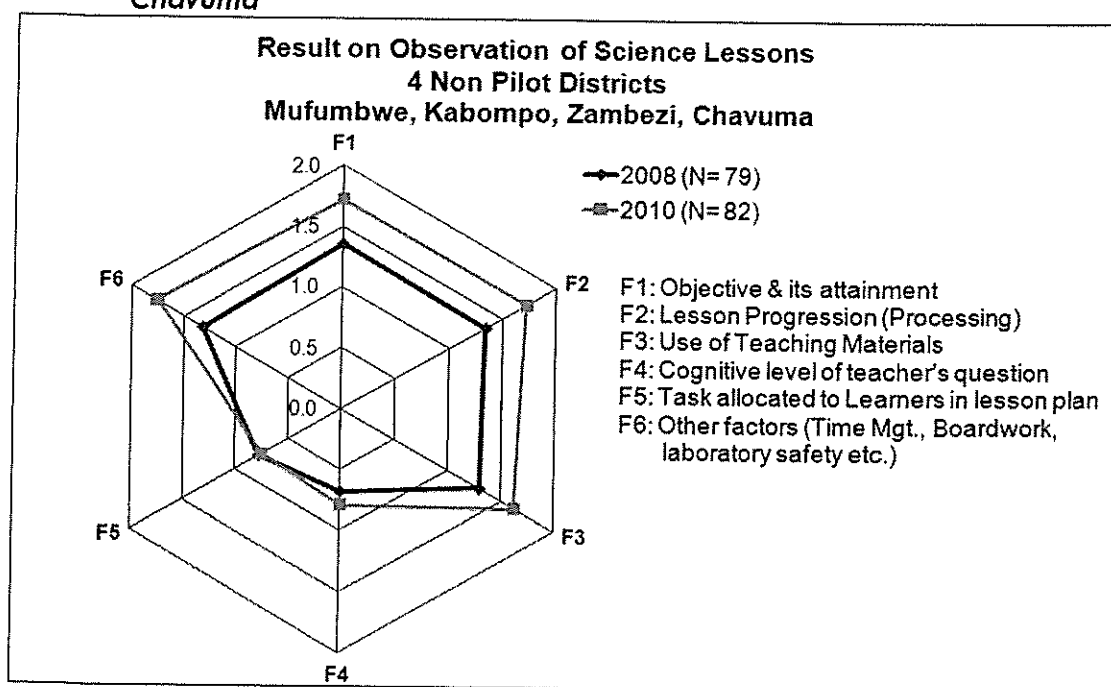 Chavuma
Result on Observation of Science Lessons
4 Non Pilot Districts
Mufumbwe, Kabompo, Zambezi, Chavuma
F1
2.0
1.5
1.0
0.5
0.0
F2
F3
F4
F5
F6
2008 (N= 79)
2010 (N= 82)
F1: Objective & its attainment
F2: Lesson Progression (Processing)
F3: Use of Teaching Materials
F4: Cognitive level of teacher's question
F5: Task allocated to Learners in lesson plan
F6: Other factors (Time Mgt., Boardwork,
laboratory safety etc.)